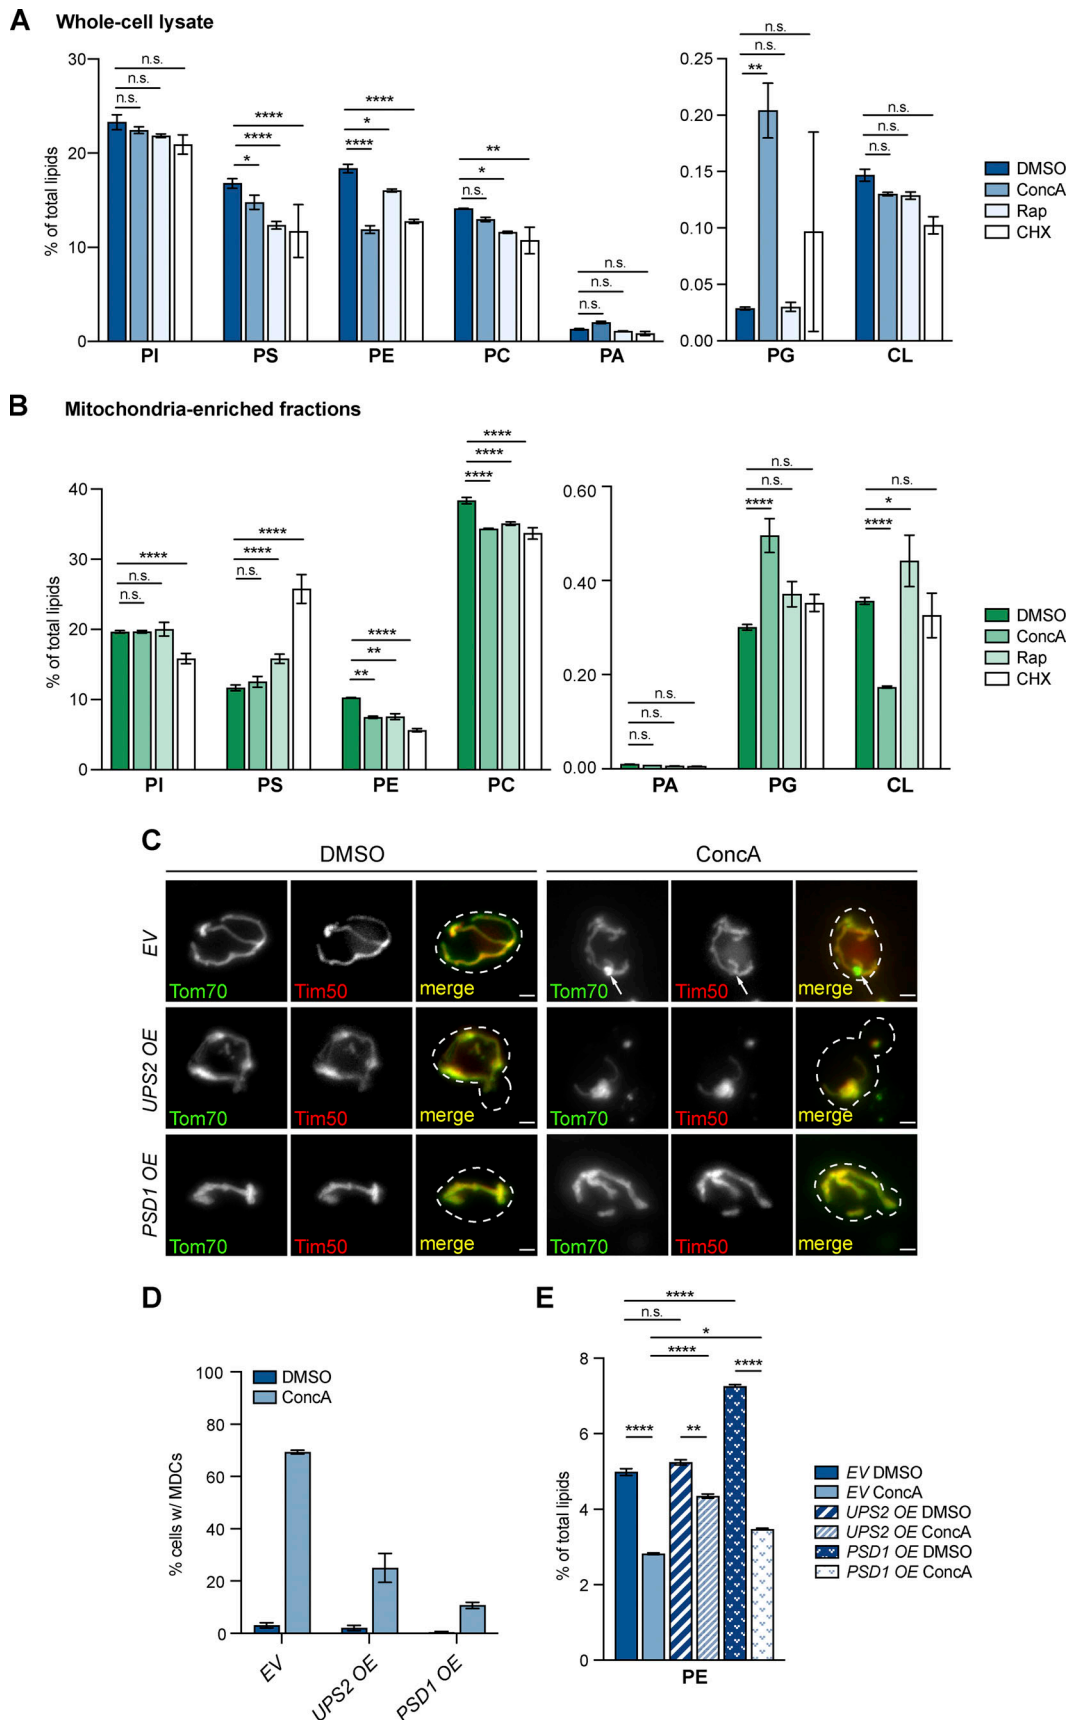 A Whole-cell lysate
% of total lipids
30
20
10
0
n.s.
n.s.
n.s.
****
****
*
****
*
****
**
*
n.s.
n.s.
n.s.
n.s.
PI PS PE PC PA
0.25
0.20
0.15
0.10
0.05
0.00
n.s.
n.s.
**
n.s.
n.s.
n.s.
PG CL
DMSO
ConcA
Rap
CHX
B Mitochondria-enriched fractions
% of total lipids
40
30
20
10
0
****
n.s.
n.s.
****
****
n.s.
****
**
**
****
****
****
PI PS PE PC
0.60
0.40
0.20
0.00
n.s.
n.s.
n.s.
n.s.
n.s.
****
n.s.
*
****
PA PG CL
DMSO
ConcA
Rap
CHX
C
DMSO ConcA
EV
Tom70 Tim50 merge Tom70 Tim50 merge
UPS2 OE
Tom70 Tim50 merge Tom70 Tim50 merge
PSD1 OE
Tom70 Tim50 merge Tom70 Tim50 merge
D
% cells w/ MDCs
100
80
60
40
20
0
DMSO
ConcA
EV UPS2 OE PSD1 OE
E
% of total lipids
8
6
4
2
0
****
n.s.
*
****
****
****
**
PE
EV DMSO
EV ConcA
UPS2 OE DMSO
UPS2 OE ConcA
PSD1 OE DMSO
PSD1 OE ConcA